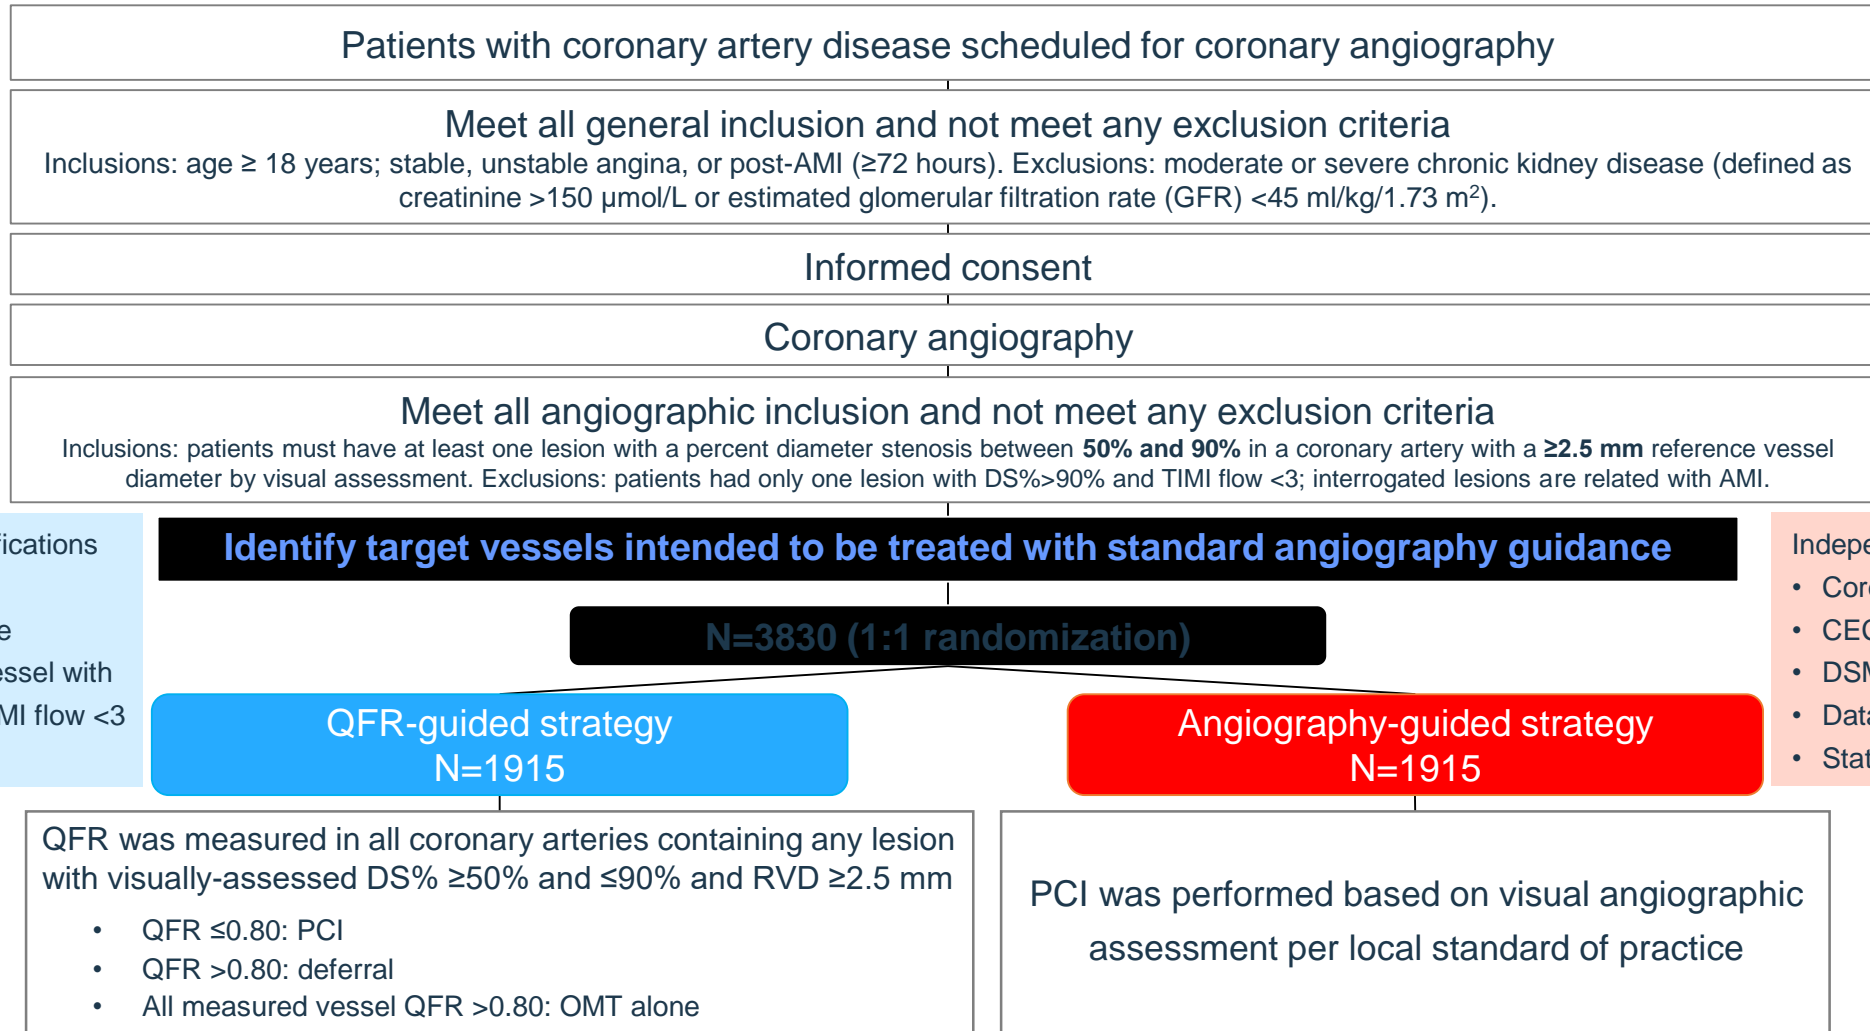 Patients with coronary artery disease scheduled for coronary angiography
Meet all general inclusion and not meet any exclusion criteria
Inclusions: age ≥ 18 years; stable, unstable angina, or post-AMI (≥72 hours). Exclusions: moderate or severe chronic kidney disease (defined as
creatinine >150 µmol/L or estimated glomerular filtration rate (GFR) <45 ml/kg/1.73 m²).
Informed consent
Coronary angiography
Meet all angiographic inclusion and not meet any exclusion criteria
Inclusions: patients must have at least one lesion with a percent diameter stenosis between 50% and 90% in a coronary artery with a ≥2.5 mm reference vessel
diameter by visual assessment. Exclusions: patients had only one lesion with DS%>90% and TIMI flow <3; interrogated lesions are related with AMI.
with
flow <3
Identify target vessels intended to be treated with standard angiography guidance
N=3830 (1:1 randomization)
QFR-guided strategy
N=1915
Angiography-guided strategy
N=1915
QFR was measured in all coronary arteries containing any lesion
with visually-assessed DS% ≥50% and ≤90% and RVD ≥2.5 mm
• QFR ≤0.80: PCI
• QFR >0.80: deferral
• All measured vessel QFR >0.80: OMT alone
PCI was performed based on visual angiographic
assessment per local standard of practice